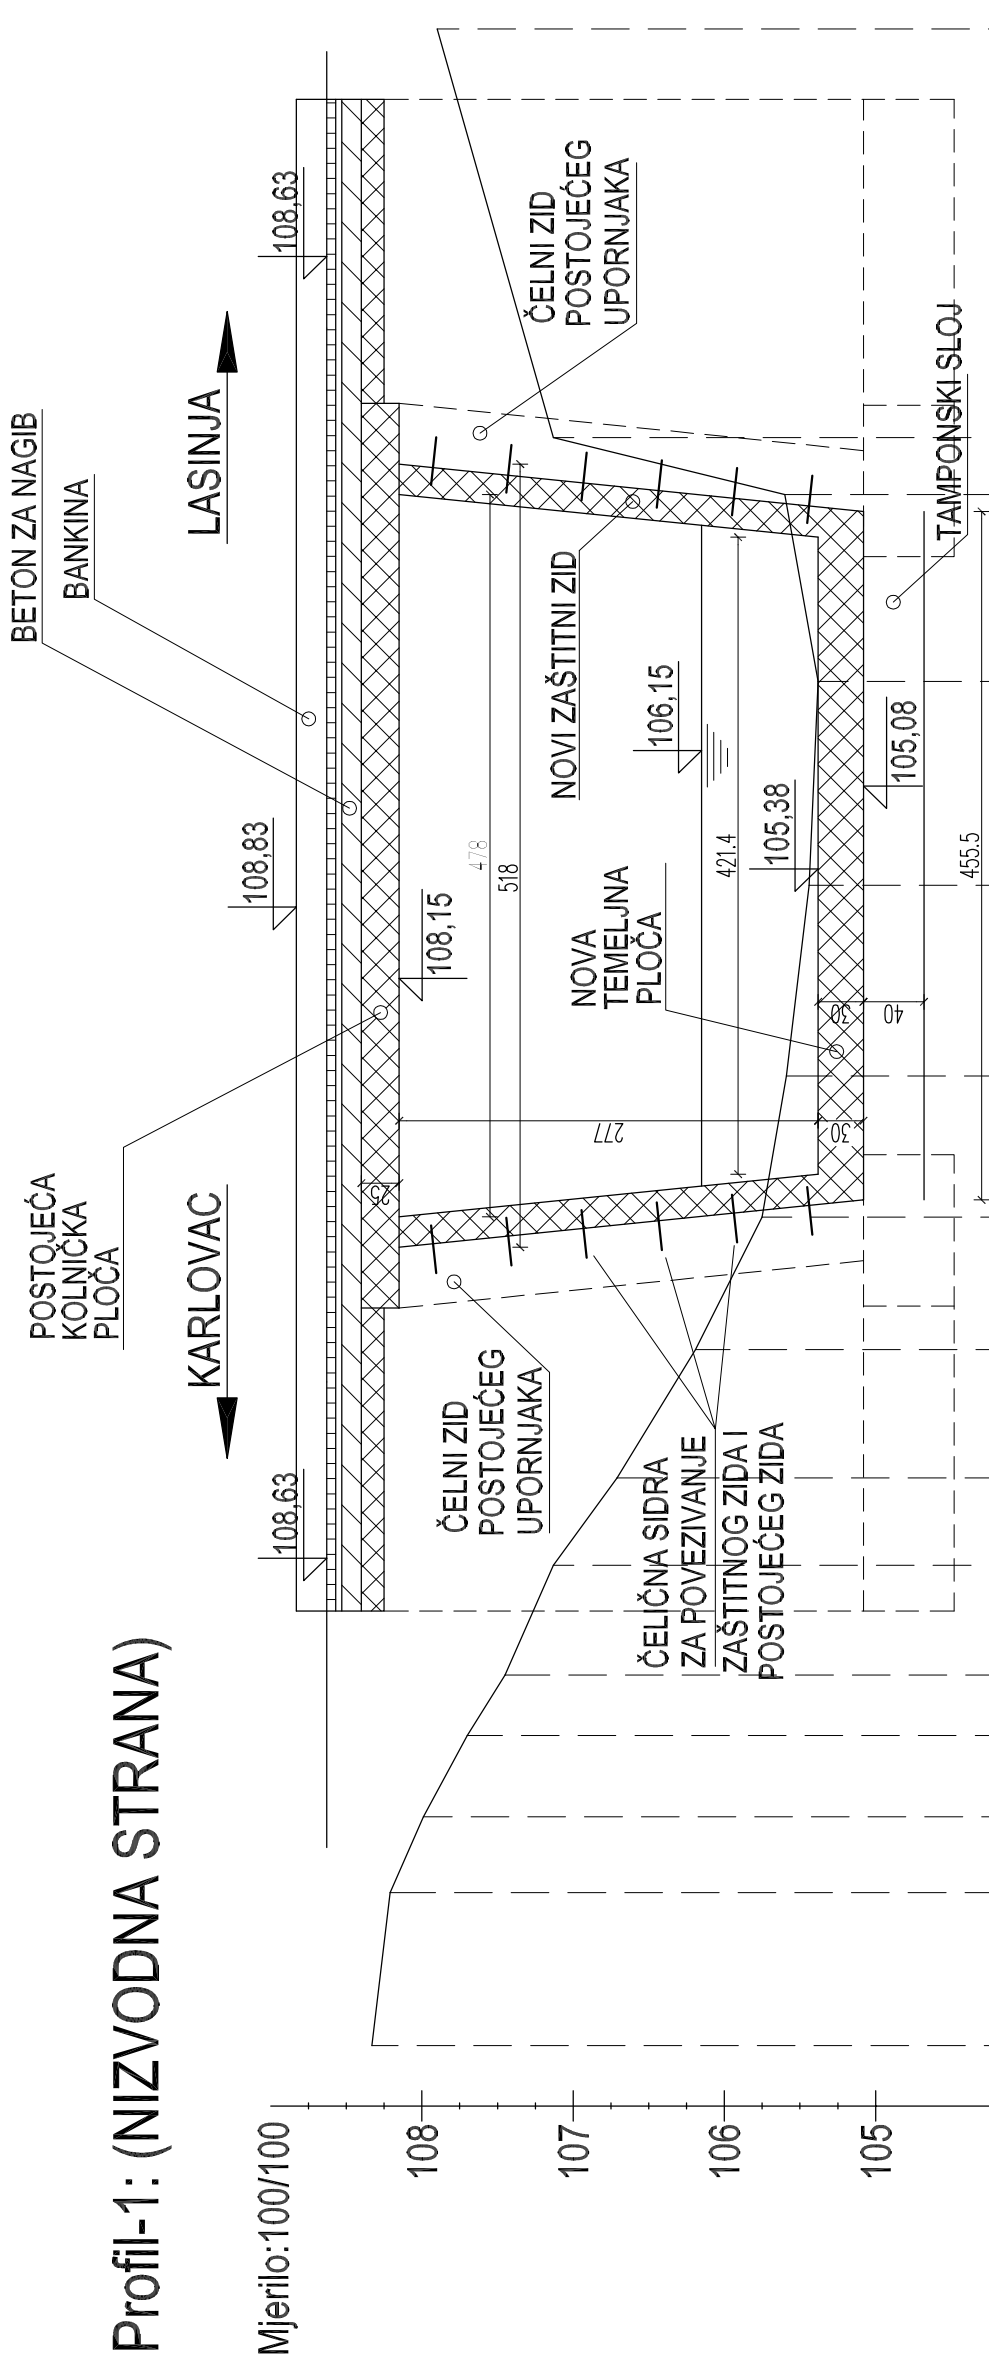 Profil-1: (NIZVODNA STRANA)
Mjerilo:100/100
POSTOJEĆA
KOLNIČKA
PLOČA
BETON ZA NAGIB
BANKINA
KARLOVAC
LASINJA
108,63
108,83
108,63
25
108,15
478
518
ČELNI ZID
POSTOJEĆEG
UPORNJAKA
ČELNI ZID
POSTOJEĆEG
UPORNJAKA
NOVI ZAŠTITNI ZID
NOVA
TEMELJNA
PLOČA
277
106,15
421.4
105,38
ČELIČNA SIDRA
ZA POVEZIVANJE
ZAŠTITNOG ZIDA I
POSTOJEĆEG ZIDA
30
30
40
105,08
TAMPONSKI SLOJ
455.5
108
107
106
105